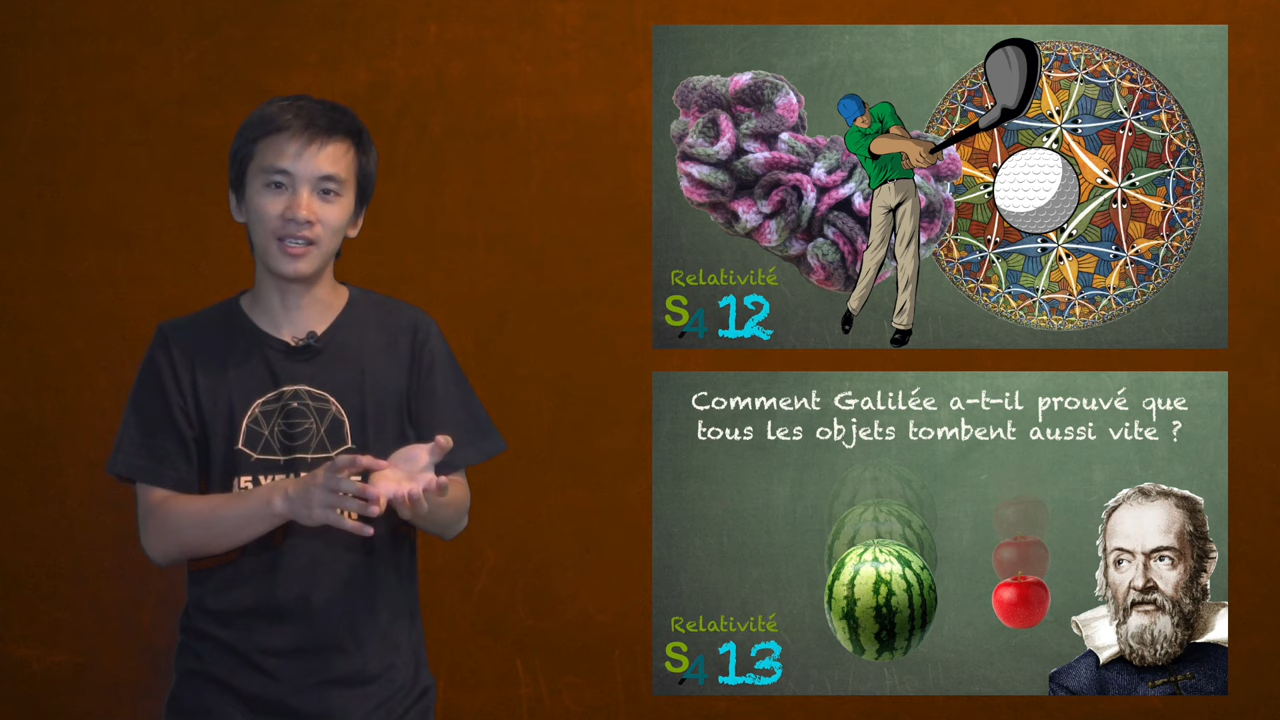 Relativité
S4 12
Comment Galilée a-t-il prouvé que
tous les objets tombent aussi vite ?
Relativité
S4 13